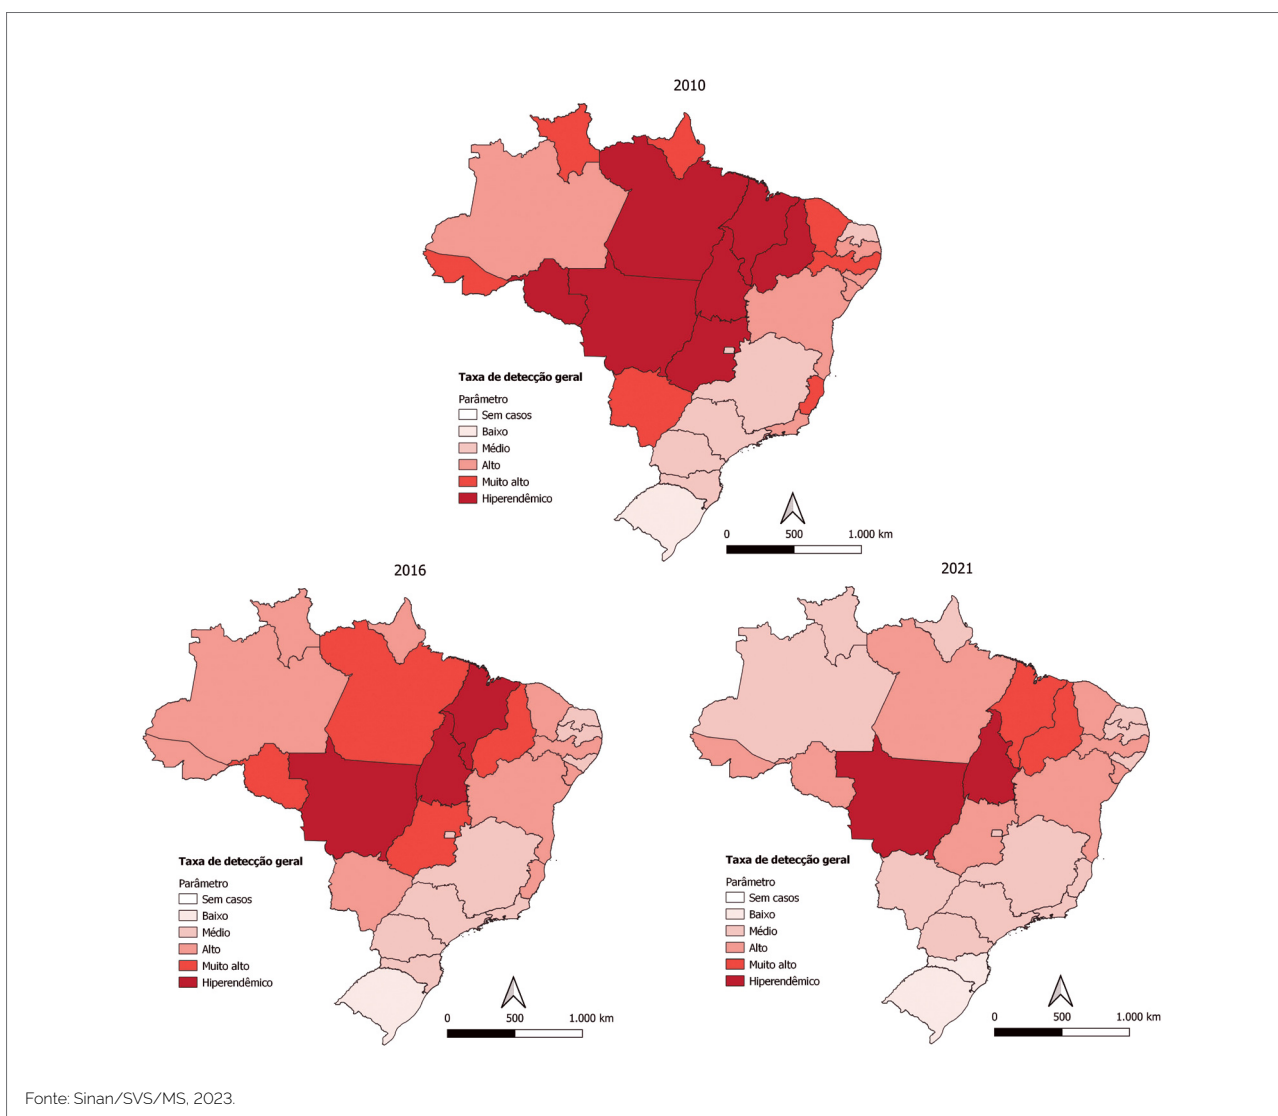 2010
Taxa de detecção geral
Parâmetro
Sem casos
Baixo
Médio
Alto
Muito alto
Hiperendêmico
0 500 1.000 km
2016
Taxa de detecção geral
Parâmetro
Sem casos
Baixo
Médio
Alto
Muito alto
Hiperendêmico
0 500 1.000 km
2021
Taxa de detecção geral
Parâmetro
Sem casos
Baixo
Médio
Alto
Muito alto
Hiperendêmico
0 500 1.000 km
Fonte: Sinan/SVS/MS, 2023.